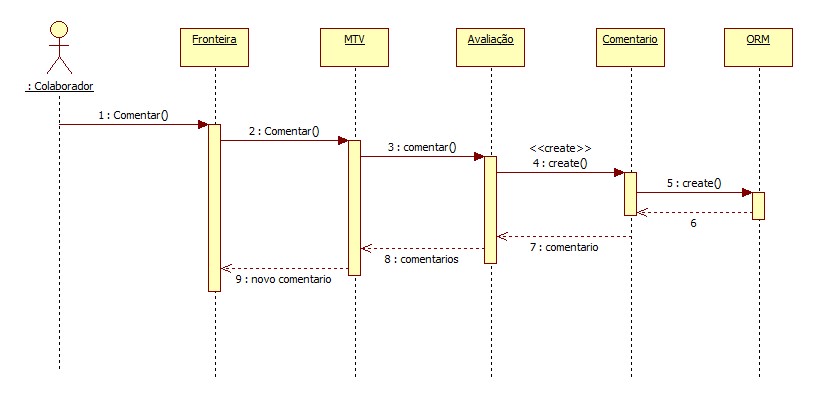 Fronteira
MTV
Avaliação
Comentario
ORM
: Colaborador
1 : Comentar()
2 : Comentar()
3 : comentar()
<<create>>
4 : create()
5 : create()
6
7 : comentario
8 : comentarios
9 : novo comentario